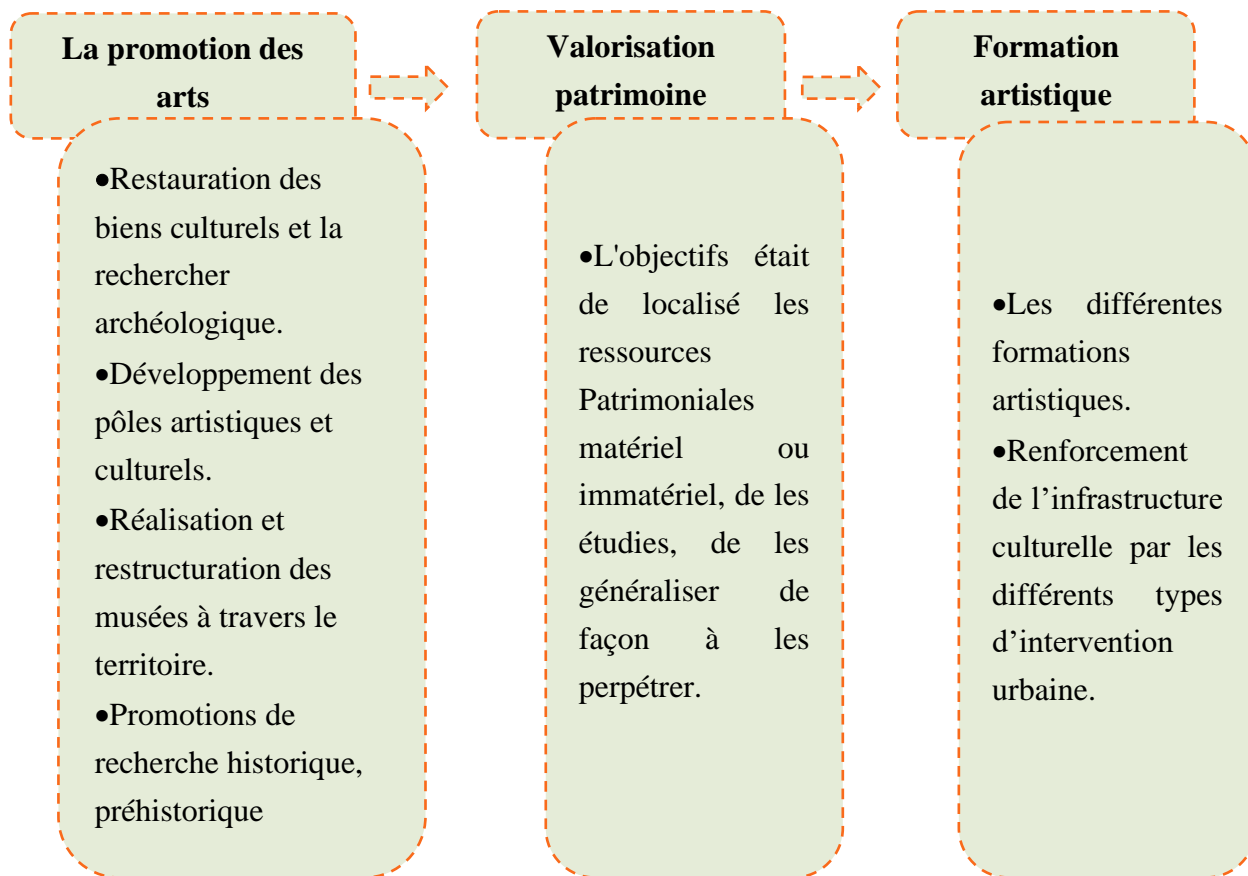 La promotion des
arts
•Restauration des
biens culturels et la
rechercher
archéologique.
•Développement des
pôles artistiques et
culturels.
•Réalisation et
restructuration des
musées à travers le
territoire.
•Promotions de
recherche historique,
préhistorique
Valorisation
patrimoine
•L'objectifs était
de localisé les
ressources
Patrimoniales
matériel ou
immatériel, de les
étudies, de les
généraliser de
façon à les
perpétrer.
Formation
artistique
•Les différentes
formations
artistiques.
•Renforcement
de l’infrastructure
culturelle par les
différents types
d’intervention
urbaine.